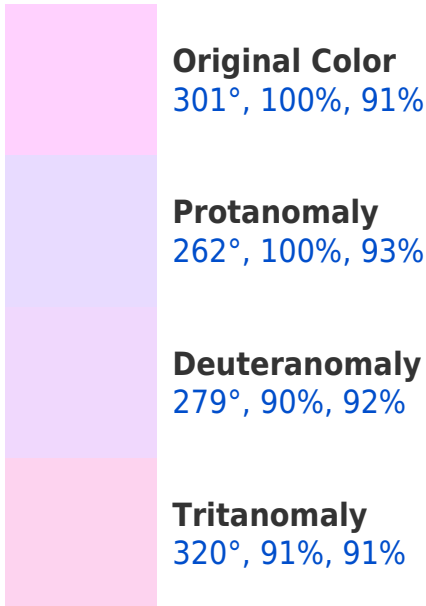 Original Color
301°, 100%, 91%
Protanomaly
262°, 100%, 93%
Deuteranomaly
279°, 90%, 92%
Tritanomaly
320°, 91%, 91%